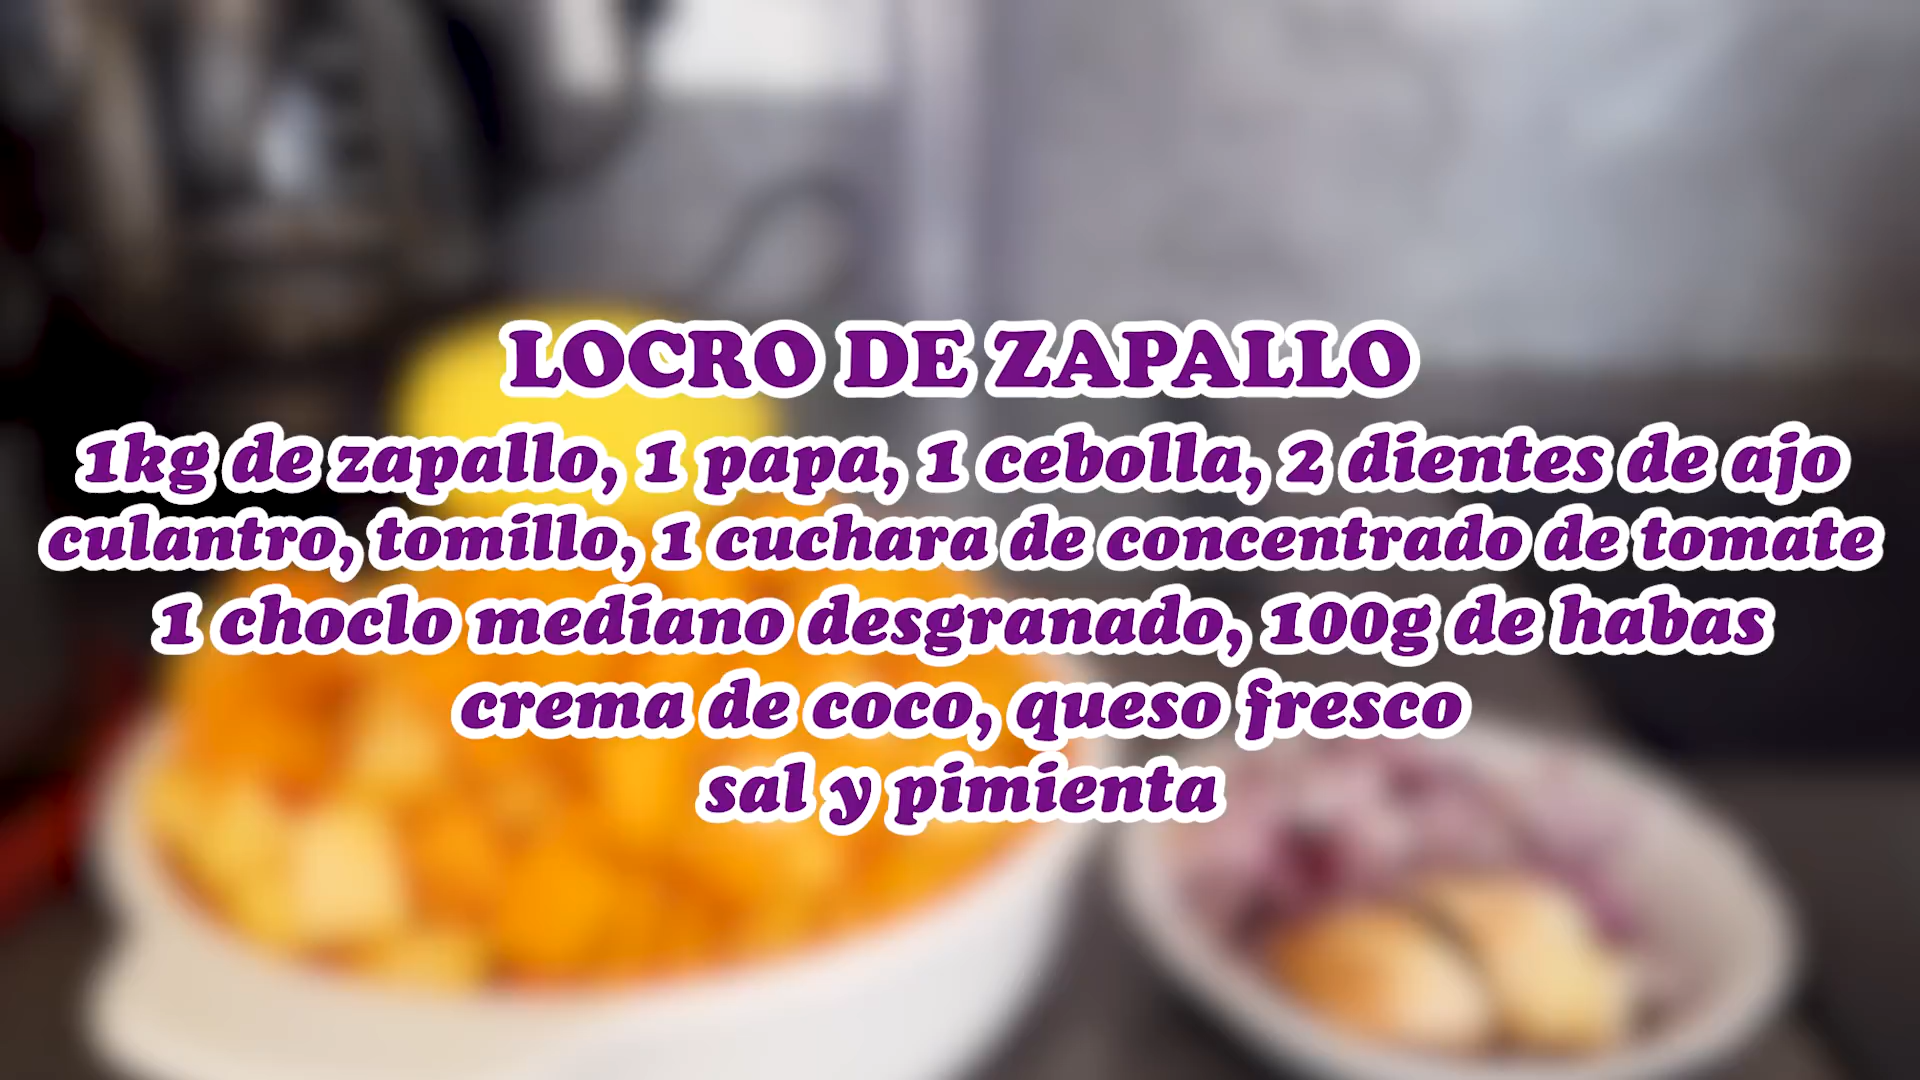 LOCRO DE ZAPALLO
1kg de zapallo, 1 papa, 1 cebolla, 2 dientes de ajo
culantro, tomillo, 1 cuchara de concentrado de tomate
1 choclo mediano desgranado, 100g de habas
crema de coco, queso fresco
sal y pimienta